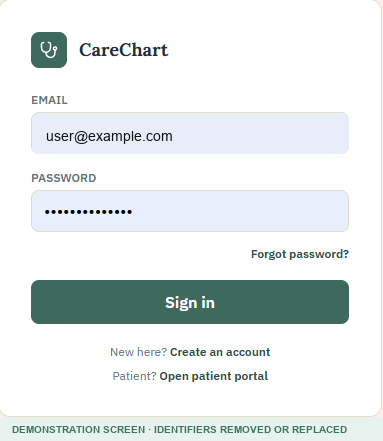 CareChart
EMAIL
user@example.com
PASSWORD
••••••••••••••
Forgot password?
Sign in
New here? Create an account
Patient? Open patient portal
DEMONSTRATION SCREEN · IDENTIFIERS REMOVED OR REPLACED